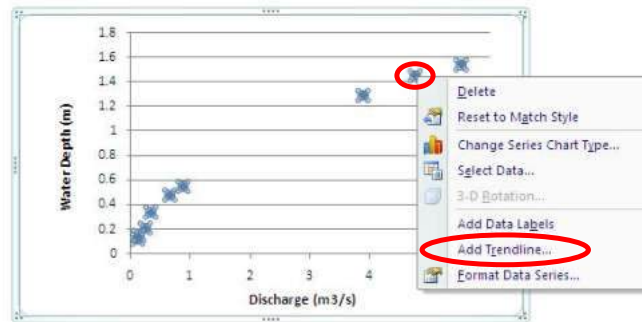 1.8
1.6
1.4
1.2
1
0.8
0.6
0.4
0.2
0
Water Depth (m)
0 1 2 3 4
Discharge (m3/s)
Delete
Reset to Match Style
Change Series Chart Type...
Select Data...
3-D Rotation...
Add Data Labels
Add Trendline...
Format Data Series...